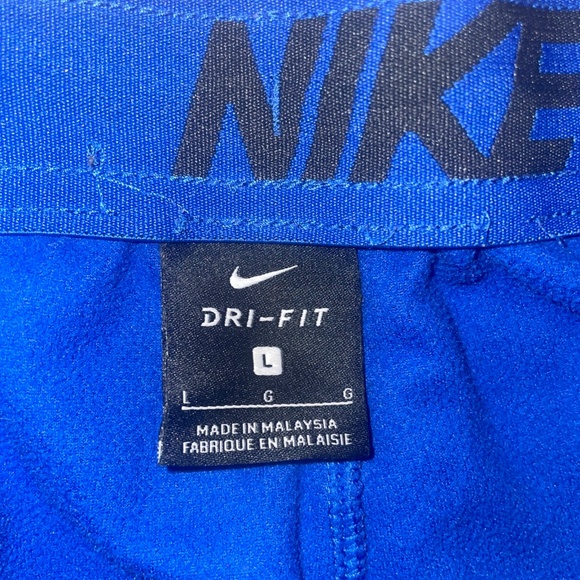 NIKE
DRI-FIT
L
L G G
MADE IN MALAYSIA
FABRIQUE EN MALAISIE